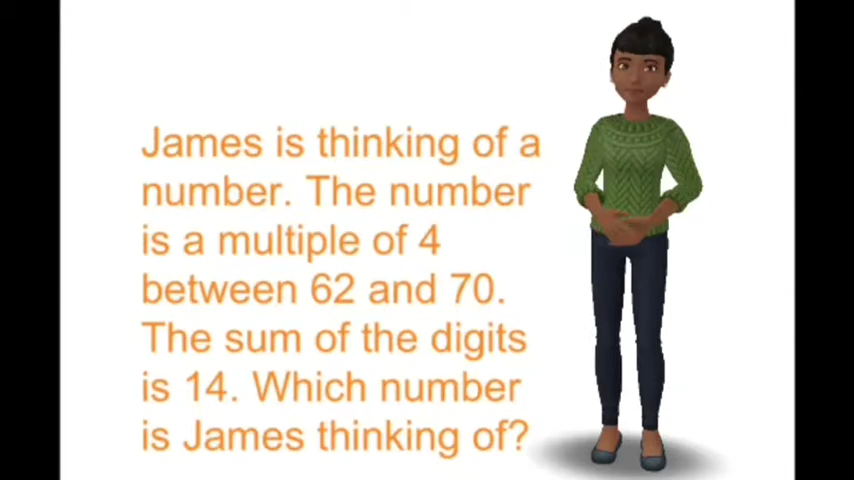 James is thinking of a
number. The number
is a multiple of 4
between 62 and 70.
The sum of the digits
is 14. Which number
is James thinking of?